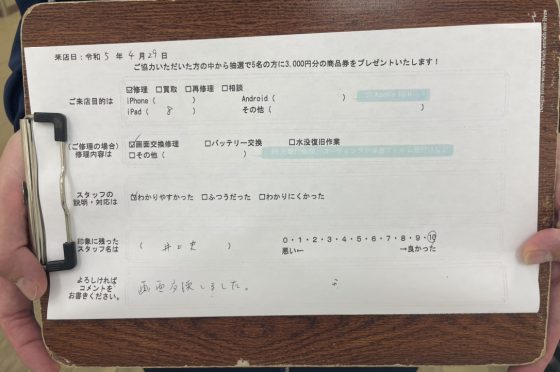 来店日：令和 5 年 4 月 29 日
ご協力いただいた方の中から抽選で5名の方に3,000円分の商品券をプレゼントいたします！
ご来店目的は
☑修理 □買取 □再修理 □相談
iPhone（ ） Android（ ）
iPad（ 8 ） その他（ ）
（ご修理の場合）
修理内容は
☑画面交換修理 □バッテリー交換 □水没復旧作業
□その他（ ）
スタッフの
説明・対応は
☑わかりやすかった □ふつうだった □わかりにくかった
印象に残った
スタッフ名は
（ 井口 ）
0・1・2・3・4・5・6・7・8・9・10
悪い← →良かった
よろしければ
コメントを
お書きください。
画面交換しました。